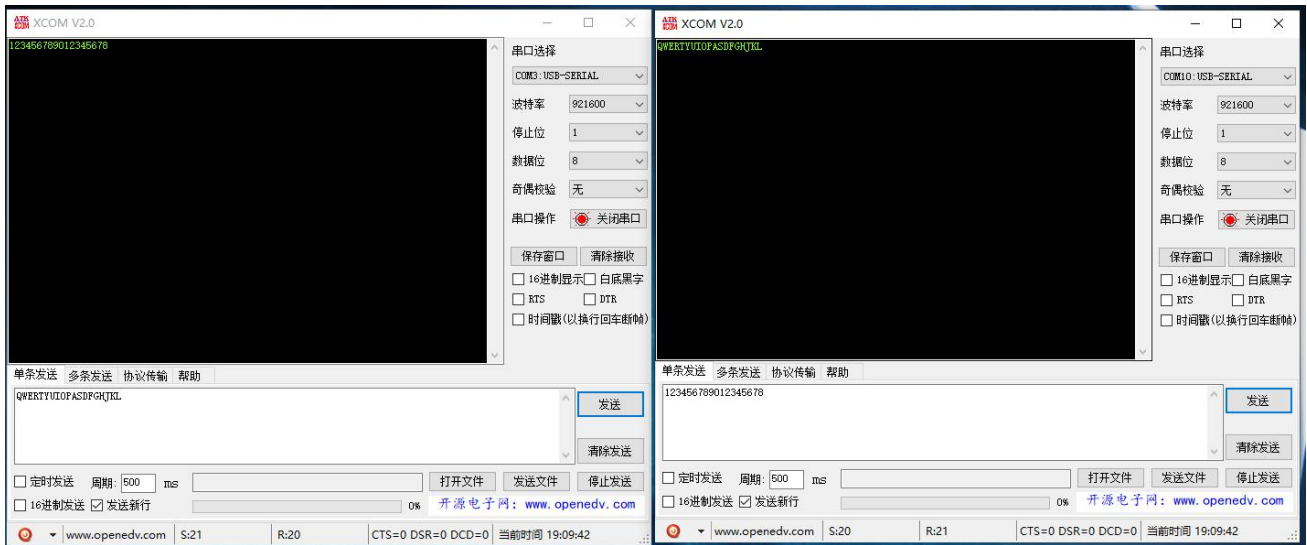 XCOM V2.0
123456789012345678
串口选择
COM3:USB-SERIAL
波特率 921600
停止位 1
数据位 8
奇偶校验 无
串口操作 关闭串口
保存窗口 清除接收
16进制显示 白底黑字
RTS DTR
时间戳(以换行回车断帧)
单条发送 多条发送 协议传输 帮助
QWERTYUIOPASDFGHJKL
发送
清除发送
定时发送 周期: 500 ms 打开文件 发送文件 停止发送
16进制发送 发送新行 0% 开源电子网: www.openedv.com
www.openedv.com S:21 R:20 CTS=0 DSR=0 DCD=0 当前时间 19:09:42
XCOM V2.0
QWERTYUIOPASDFGHJKL
串口选择
COM10:USB-SERIAL
波特率 921600
停止位 1
数据位 8
奇偶校验 无
串口操作 关闭串口
保存窗口 清除接收
16进制显示 白底黑字
RTS DTR
时间戳(以换行回车断帧)
单条发送 多条发送 协议传输 帮助
123456789012345678
发送
清除发送
定时发送 周期: 500 ms 打开文件 发送文件 停止发送
16进制发送 发送新行 0% 开源电子网: www.openedv.com
www.openedv.com S:20 R:21 CTS=0 DSR=0 DCD=0 当前时间 19:09:42